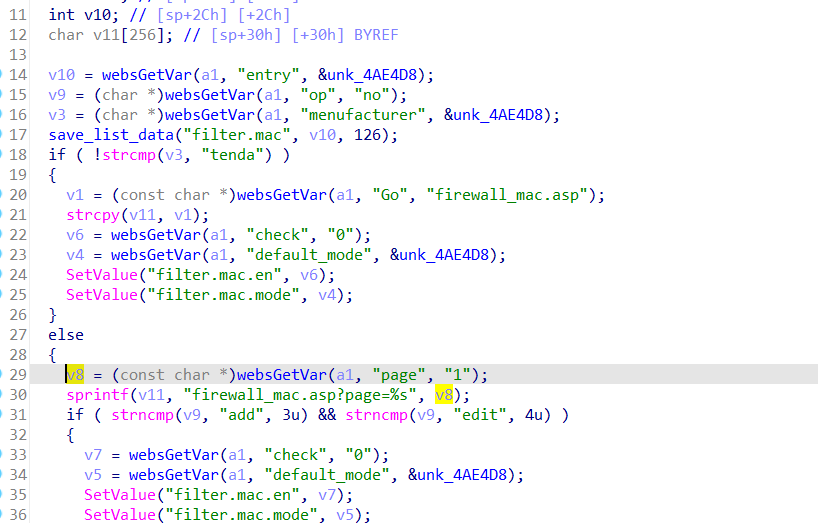 11 int v10; // [sp+2Ch] [+2Ch]
12 char v11[256]; // [sp+30h] [+30h] BYREF
13
14 v10 = websGetVar(a1, "entry", &unk_4AE4D8);
15 v9 = (char *)websGetVar(a1, "op", "no");
16 v3 = (char *)websGetVar(a1, "menufacturer", &unk_4AE4D8);
17 save_list_data("filter.mac", v10, 126);
18 if ( !strcmp(v3, "tenda") )
19 {
20 v1 = (const char *)websGetVar(a1, "Go", "firewall_mac.asp");
21 strcpy(v11, v1);
22 v6 = websGetVar(a1, "check", "0");
23 v4 = websGetVar(a1, "default_mode", &unk_4AE4D8);
24 SetValue("filter.mac.en", v6);
25 SetValue("filter.mac.mode", v4);
26 }
27 else
28 {
29 v8 = (const char *)websGetVar(a1, "page", "1");
30 sprintf(v11, "firewall_mac.asp?page=%s", v8);
31 if ( strncmp(v9, "add", 3u) && strncmp(v9, "edit", 4u) )
32 {
33 v7 = websGetVar(a1, "check", "0");
34 v5 = websGetVar(a1, "default_mode", &unk_4AE4D8);
35 SetValue("filter.mac.en", v7);
36 SetValue("filter.mac.mode", v5);